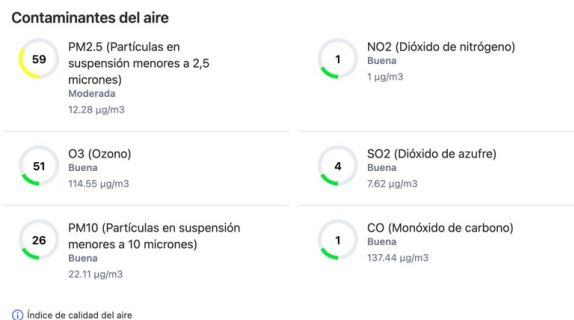 Contaminantes del aire
59
PM2.5 (Partículas en
suspensión menores a 2,5
micrones)
Moderada
12.28 µg/m3
1
NO2 (Dióxido de nitrógeno)
Buena
1 µg/m3
51
O3 (Ozono)
Buena
114.55 µg/m3
4
SO2 (Dióxido de azufre)
Buena
7.62 µg/m3
26
PM10 (Partículas en suspensión
menores a 10 micrones)
Buena
22.11 µg/m3
1
CO (Monóxido de carbono)
Buena
137.44 µg/m3
Índice de calidad del aire